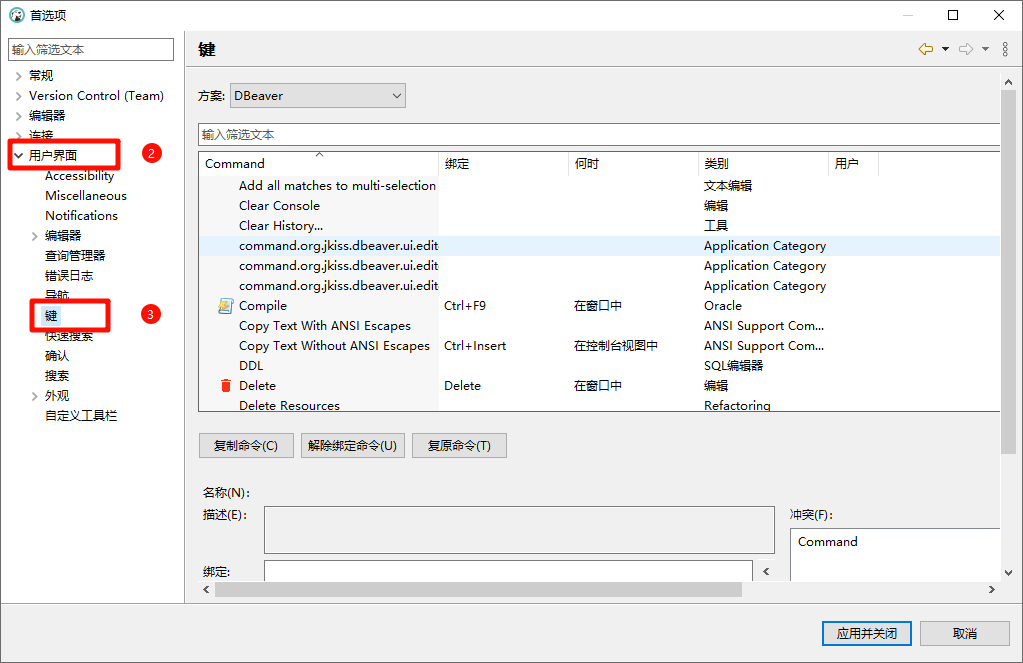 首选项
输入筛选文本
常规
Version Control (Team)
编辑器
连接
用户界面
2
Accessibility
Miscellaneous
Notifications
编辑器
查询管理器
错误日志
导航
键
3
快速搜索
确认
搜索
外观
自定义工具栏
键
方案: DBeaver
输入筛选文本
Command 绑定 何时 类别 用户
Add all matches to multi-selection 文本编辑
Clear Console 编辑
Clear History... 工具
command.org.jkiss.dbeaver.ui.edit Application Category
command.org.jkiss.dbeaver.ui.edit Application Category
command.org.jkiss.dbeaver.ui.edit Application Category
Compile Ctrl+F9 在窗口中 Oracle
Copy Text With ANSI Escapes ANSI Support Com...
Copy Text Without ANSI Escapes Ctrl+Insert 在控制台视图中 ANSI Support Com...
DDL SQL编辑器
Delete Delete 在窗口中 编辑
Delete Resources Refactoring
复制命令(C) 解除绑定命令(U) 复原命令(T)
名称(N):
描述(E): 冲突(F):
Command
绑定:
应用并关闭 取消